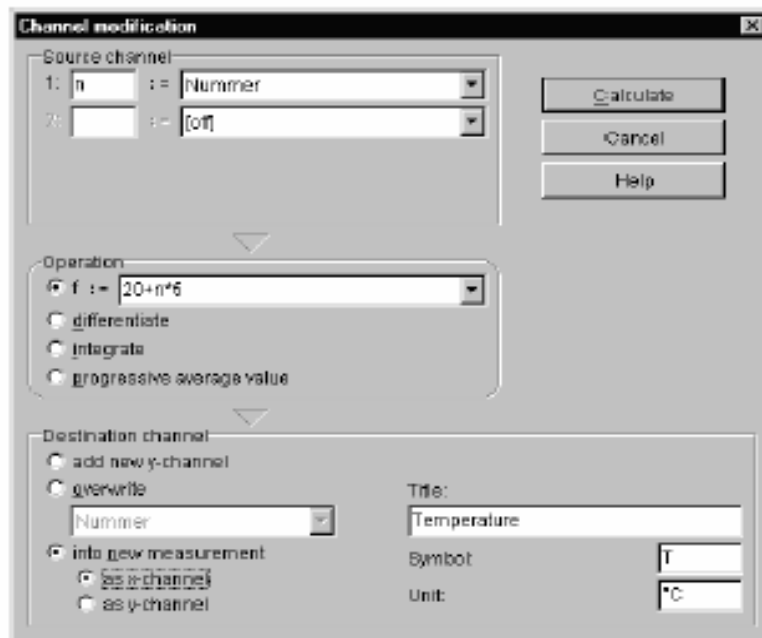 Channel modification
Source channel
1: n := Nummer
2: := [off]
Calculate
Cancel
Help
Operation
f := 20+n*5
differentiate
integrate
progressive average value
Destination channel
add new y-channel
overwrite
Nummer
into new measurement
as x-channel
as y-channel
Title:
Temperature
Symbol:
T
Unit:
°C